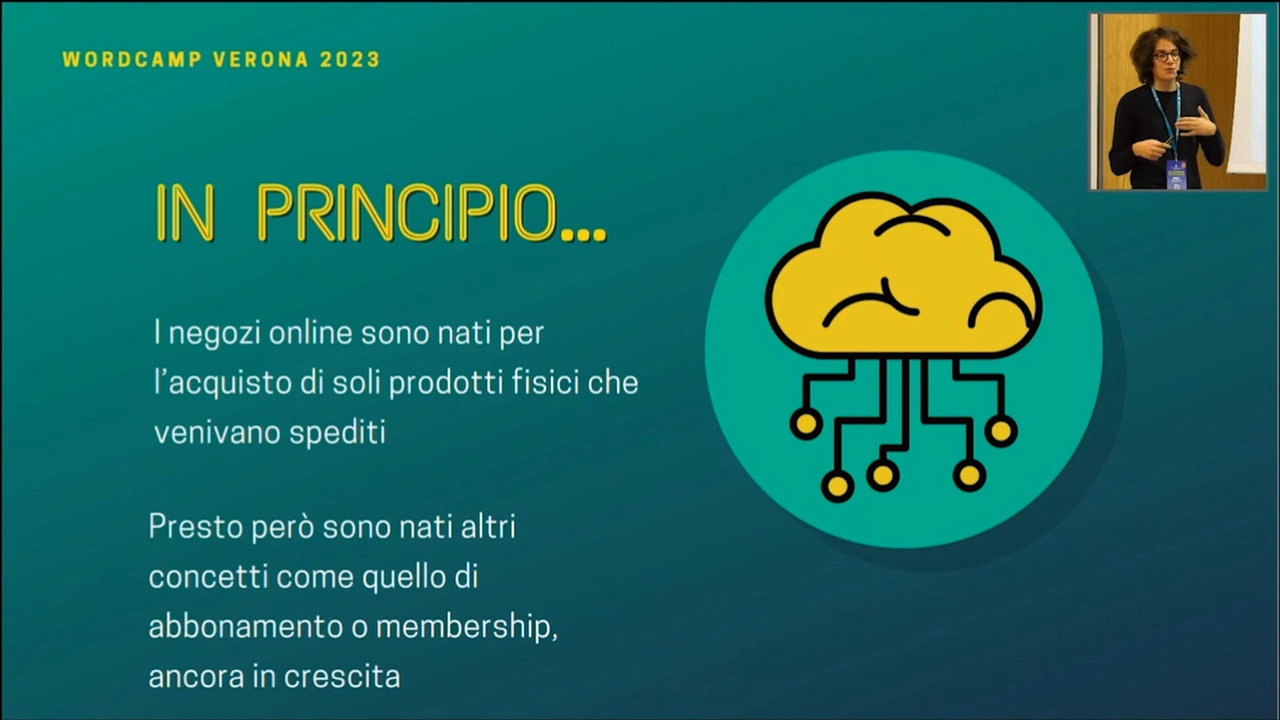 WORDCAMP VERONA 2023
IN PRINCIPIO...
I negozi online sono nati per
l'acquisto di soli prodotti fisici che
venivano spediti
Presto però sono nati altri
concetti come quello di
abbonamento o membership,
ancora in crescita